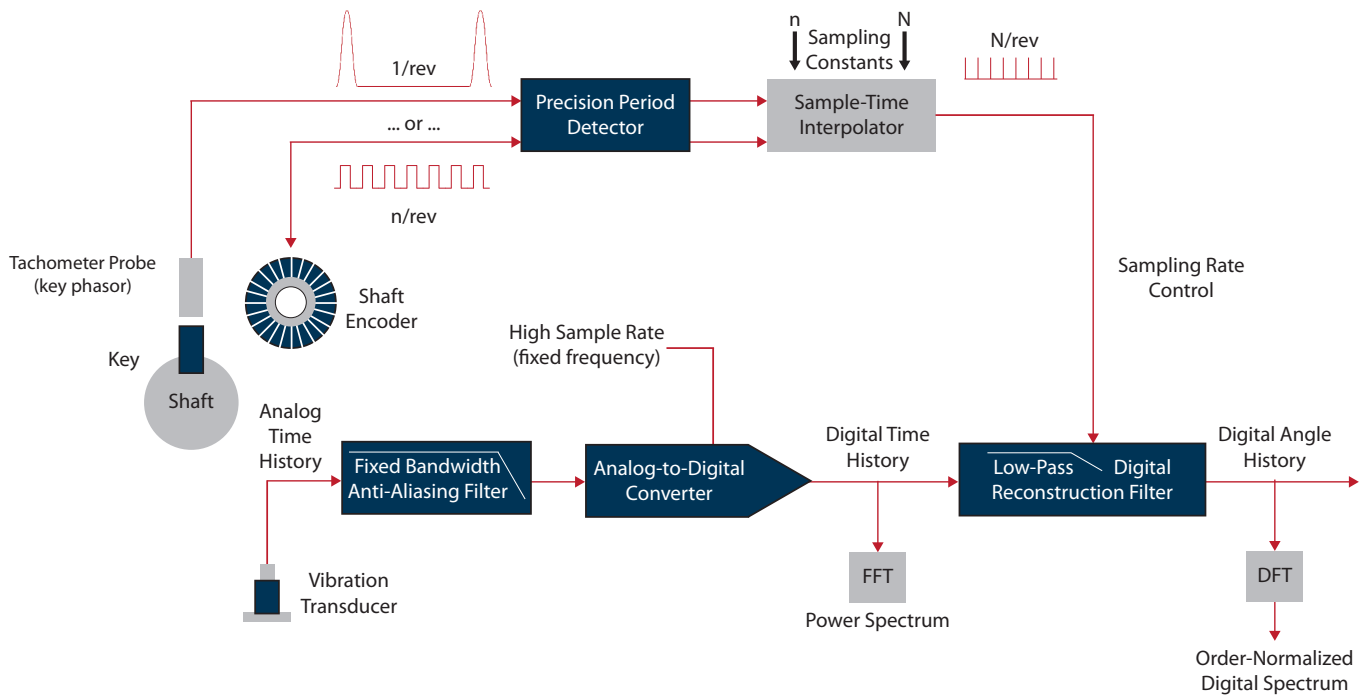 n
N
Sampling
Constants
1/rev
N/rev
Precision Period
Detector
Sample-Time
Interpolator
... or ...
n/rev
Tachometer Probe
(key phasor)
Shaft
Encoder
Key
Shaft
Sampling Rate
Control
High Sample Rate
(fixed frequency)
Analog
Time
History
Fixed Bandwidth
Anti-Aliasing Filter
Analog-to-Digital
Converter
Digital Time
History
Low-Pass Digital
Reconstruction Filter
Digital Angle
History
Vibration
Transducer
FFT
Power Spectrum
DFT
Order-Normalized
Digital Spectrum